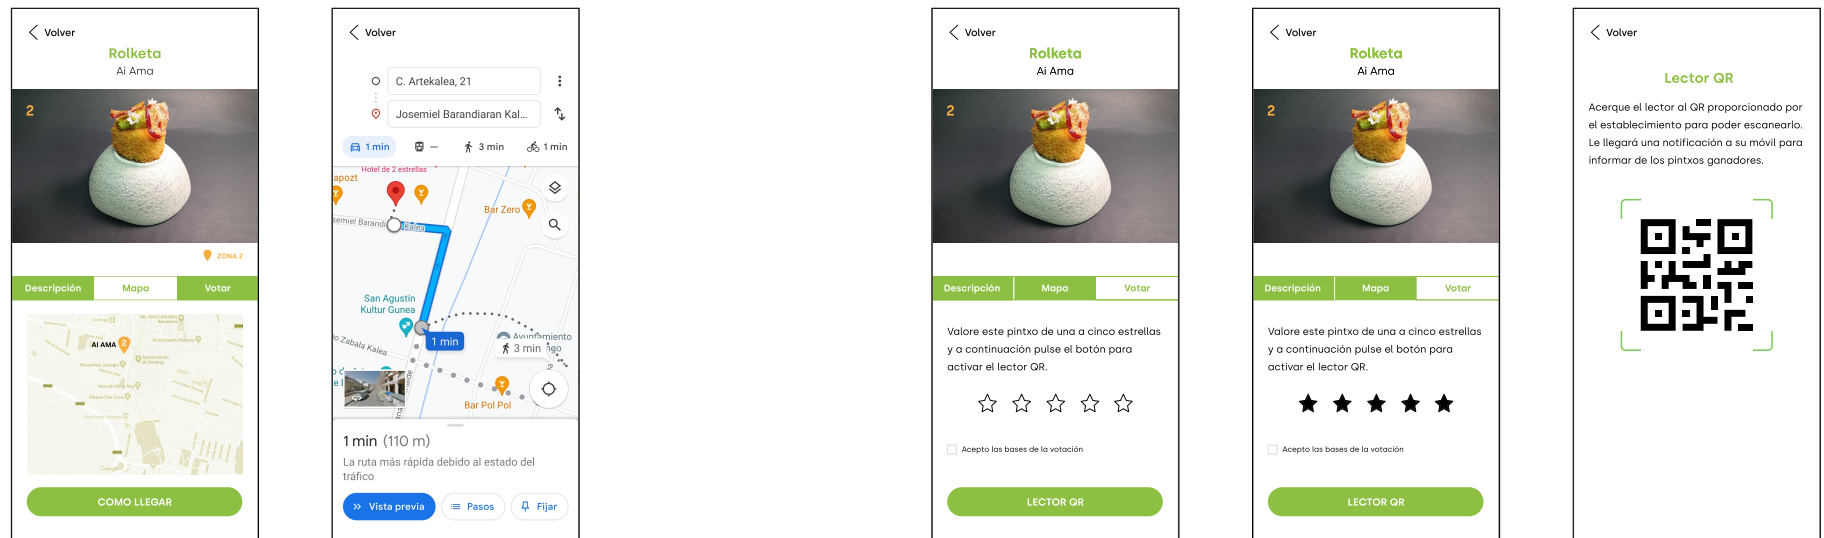 Volver
Rolketa
Ai Ama
2
ZONA 2
Descripción
Mapa
Votar
AI AMA
2
Google
COMO LLEGAR
Volver
C. Artekalea, 21
Josemiel Barandiaran Kal...
1 min
—
3 min
1 min
Hotel de 2 estrellas
apozt
Bar Zero
San Agustín
Kultur Gunea
o Zabala Kalea
1 min
Ayuntamiento
3 min
Bar Pol Pol
1 min (110 m)
La ruta más rápida debido al estado del
tráfico
Vista previa
Pasos
Fijar
Volver
Rolketa
Ai Ama
2
Descripción
Mapa
Votar
Valore este pintxo de una a cinco estrellas
y a continuación pulse el botón para
activar el lector QR.
Acepto las bases de la votación
LECTOR QR
Volver
Rolketa
Ai Ama
2
Descripción
Mapa
Votar
Valore este pintxo de una a cinco estrellas
y a continuación pulse el botón para
activar el lector QR.
Acepto las bases de la votación
LECTOR QR
Volver
Lector QR
Acerque el lector al QR proporcionado por
el establecimiento para poder escanearlo.
Le llegará una notificación a su móvil para
informar de los pintxos ganadores.